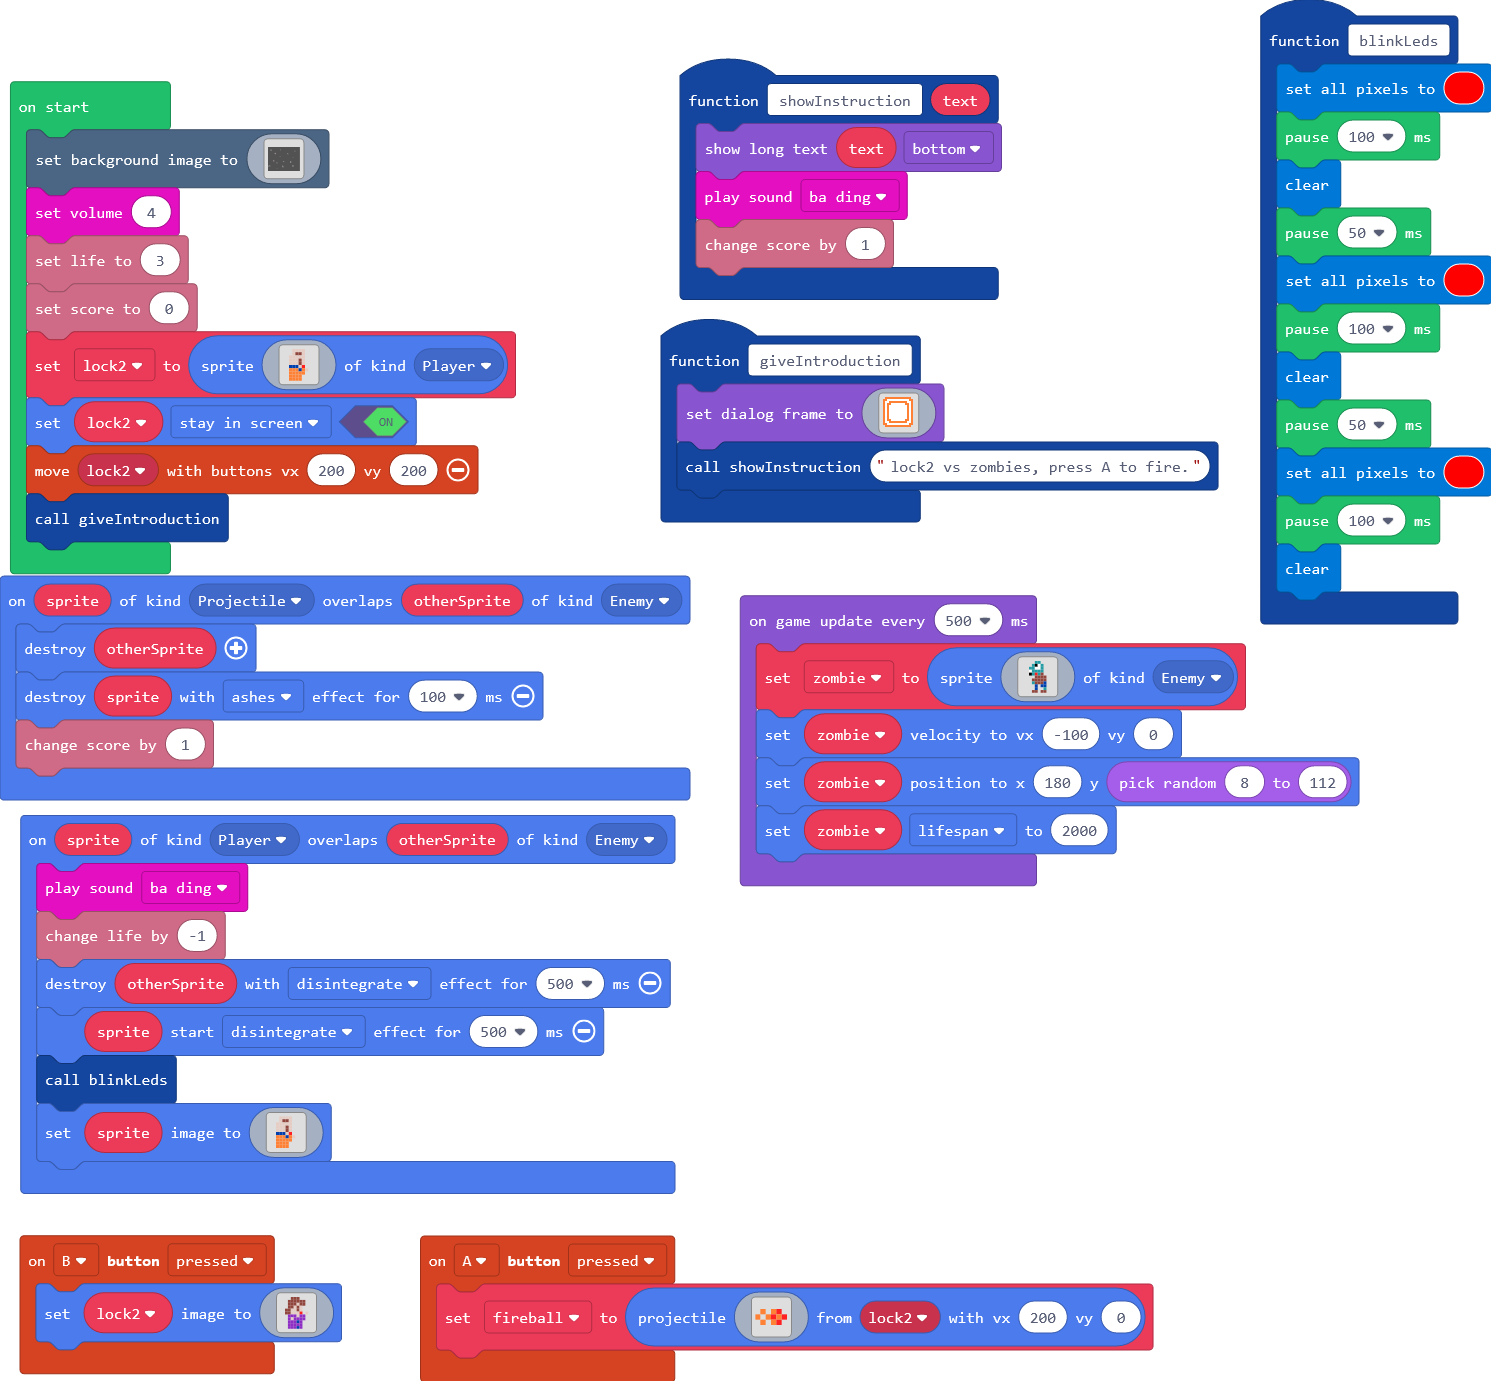 on start
set background image to
set volume 4
set life to 3
set score to 0
set lock2 to sprite of kind Player
set lock2 stay in screen ON
move lock2 with buttons vx 200 vy 200
call giveIntroduction
function showInstruction text
show long text text bottom
play sound ba ding
change score by 1
function giveIntroduction
set dialog frame to
call showInstruction "lock2 vs zombies, press A to fire."
function blinkLeds
set all pixels to
pause 100 ms
clear
pause 50 ms
set all pixels to
pause 100 ms
clear
pause 50 ms
set all pixels to
pause 100 ms
clear
on sprite of kind Projectile overlaps otherSprite of kind Enemy
destroy otherSprite
destroy sprite with ashes effect for 100 ms
change score by 1
on game update every 500 ms
set zombie to sprite of kind Enemy
set zombie velocity to vx -100 vy 0
set zombie position to x 180 y pick random 8 to 112
set zombie lifespan to 2000
on sprite of kind Player overlaps otherSprite of kind Enemy
play sound ba ding
change life by -1
destroy otherSprite with disintegrate effect for 500 ms
sprite start disintegrate effect for 500 ms
call blinkLeds
set sprite image to
on B button pressed
set lock2 image to
on A button pressed
set fireball to projectile from lock2 with vx 200 vy 0